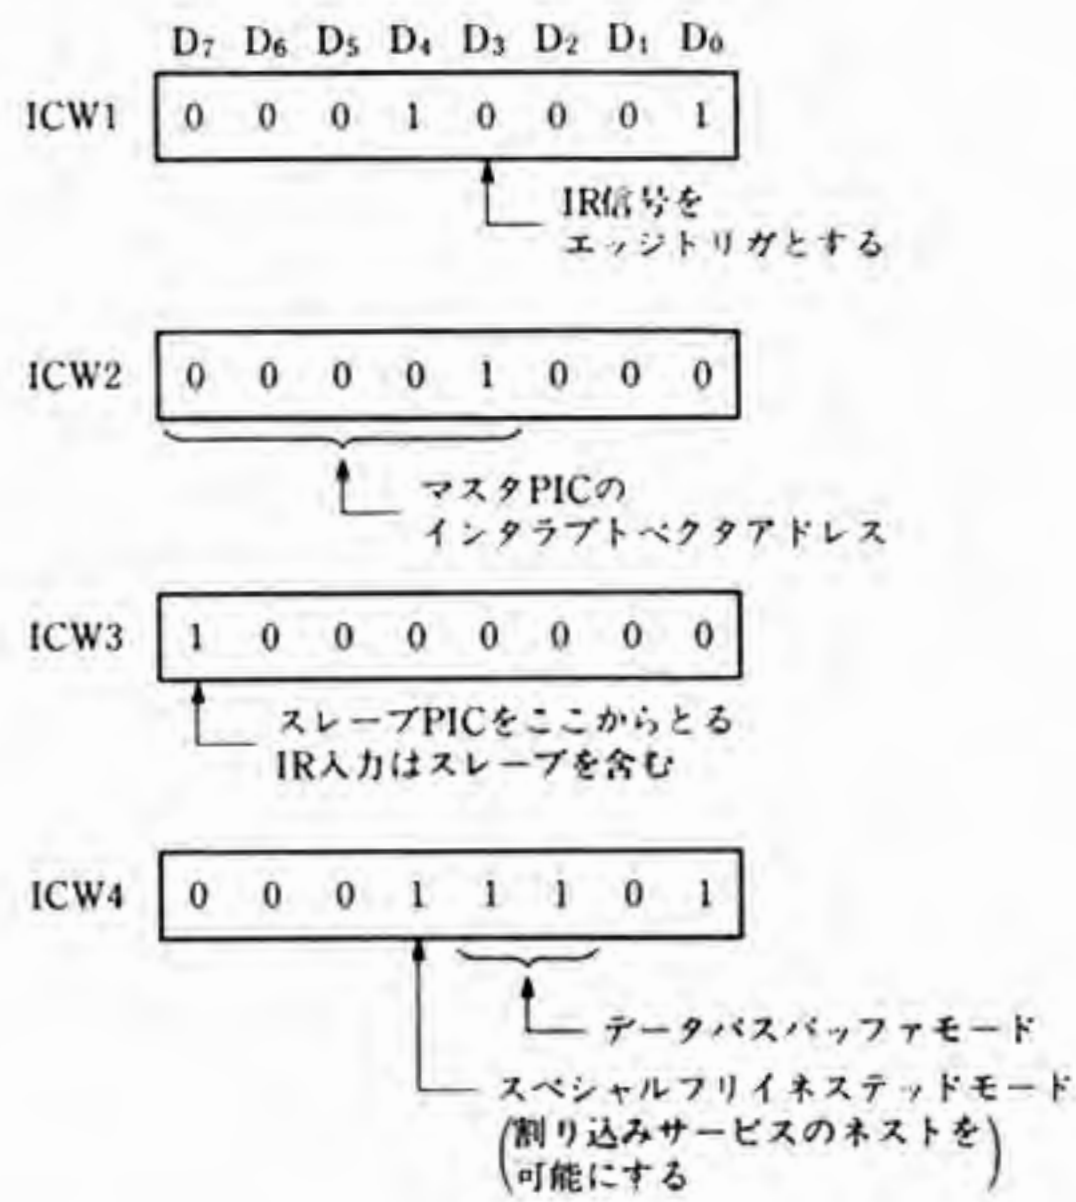 D₇ D₆ D₅ D₄ D₃ D₂ D₁ D₀
ICW1 0 0 0 1 0 0 0 1
IR信号を
エッジトリガとする
ICW2 0 0 0 0 1 0 0 0
マスタPICの
インタラプトベクタアドレス
ICW3 1 0 0 0 0 0 0 0
スレーブPICをここからとる
IR入力はスレーブを含む
ICW4 0 0 0 1 1 1 0 1
データバスバッファモード
スペシャルフリイネステッドモード
(割り込みサービスのネストを
可能にする)